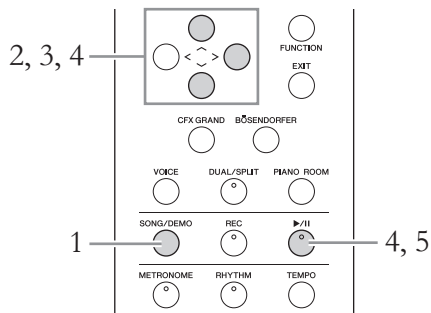 FUNCTION
2, 3, 4
EXIT
CFX GRAND BÖSENDORFER
VOICE DUAL/SPLIT PIANO ROOM
SONG/DEMO REC ▶/II
1
4, 5
METRONOME RHYTHM TEMPO